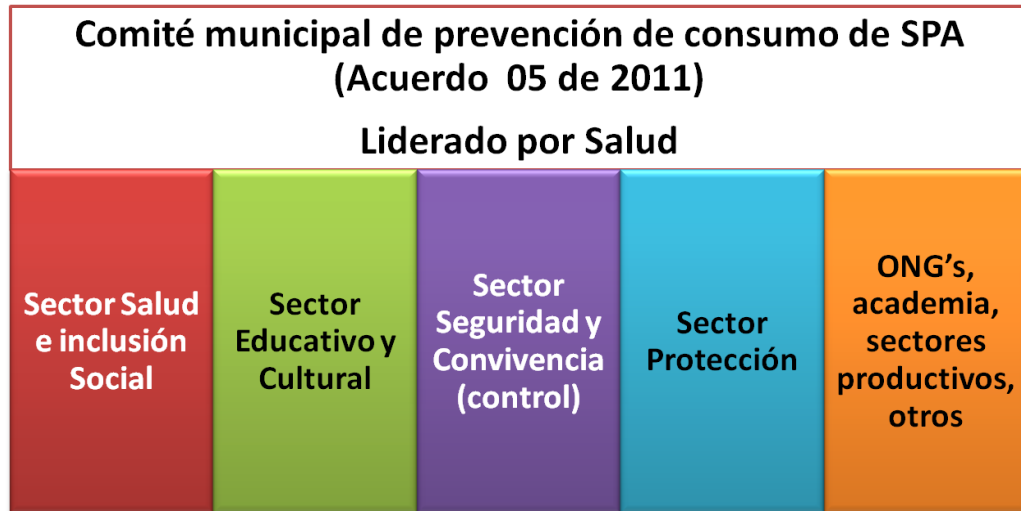 Comité municipal de prevención de consumo de SPA
(Acuerdo 05 de 2011)
Liderado por Salud
Sector Salud
e inclusión
Social
Sector
Educativo y
Cultural
Sector
Seguridad y
Convivencia
(control)
Sector
Protección
ONG’s,
academia,
sectores
productivos,
otros